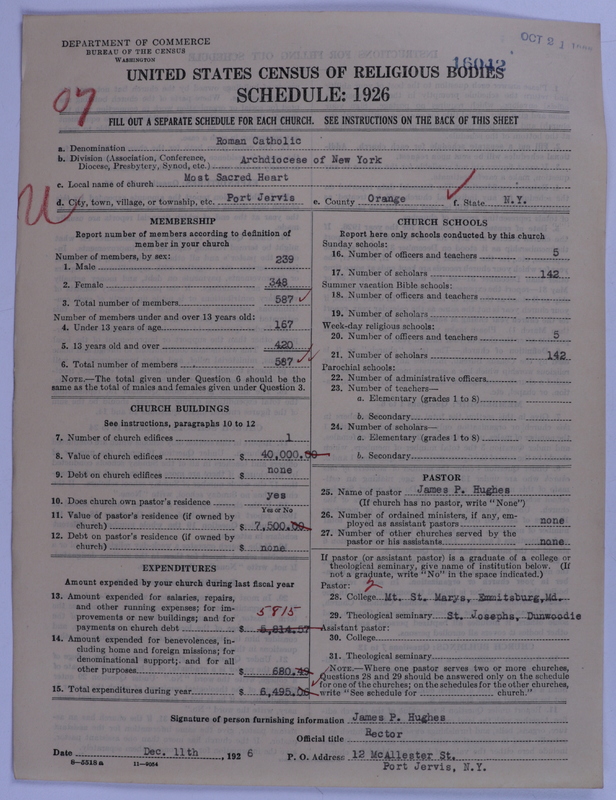 DEPARTMENT OF COMMERCE
BUREAU OF THE CENSUS
WASHINGTON
OCT 21
16042
UNITED STATES CENSUS OF RELIGIOUS BODIES
SCHEDULE: 1926
07
FILL OUT A SEPARATE SCHEDULE FOR EACH CHURCH. SEE INSTRUCTIONS ON THE BACK OF THIS SHEET
a. Denomination Roman Catholic
b. Division (Association, Conference, Diocese, Presbytery, Synod, etc.) Archdiocese of New York
c. Local name of church Most Sacred Heart
U
d. City, town, village, or township, etc. Port Jervis e. County Orange f. State N.Y.
MEMBERSHIP
Report number of members according to definition of
member in your church
Number of members, by sex:
1. Male 239
2. Female 348
3. Total number of members 587
Number of members under and over 13 years old:
4. Under 13 years of age 167
5. 13 years old and over 420
6. Total number of members 587
NOTE.—The total given under Question 6 should be the
same as the total of males and females given under Question 3.
CHURCH BUILDINGS
See instructions, paragraphs 10 to 12
7. Number of church edifices 1
8. Value of church edifices $ 40,000.00
9. Debt on church edifices $ none
10. Does church own pastor's residence yes
Yes or No
11. Value of pastor's residence (if owned by
church) $ 7,500.00
12. Debt on pastor's residence (if owned by
church) $ none
EXPENDITURES
Amount expended by your church during last fiscal year
13. Amount expended for salaries, repairs,
and other running expenses; for im-
provements or new buildings; and for 5815
payments on church debt $ 5,814.57
14. Amount expended for benevolences, in-
cluding home and foreign missions; for
denominational support; and for all
other purposes $ 680.49
15. Total expenditures during year $ 6,495.06
CHURCH SCHOOLS
Report here only schools conducted by this church
Sunday schools:
16. Number of officers and teachers 5
17. Number of scholars 142
Summer vacation Bible schools:
18. Number of officers and teachers
19. Number of scholars
Week-day religious schools:
20. Number of officers and teachers 5
21. Number of scholars 142
Parochial schools:
22. Number of administrative officers
23. Number of teachers—
a. Elementary (grades 1 to 8)
b. Secondary
24. Number of scholars—
a. Elementary (grades 1 to 8)
b. Secondary
PASTOR
25. Name of pastor James P. Hughes
(If church has no pastor, write "None")
26. Number of ordained ministers, if any, em-
ployed as assistant pastors none
27. Number of other churches served by the
pastor or his assistants none
If pastor (or assistant pastor) is a graduate of a college or
theological seminary, give name of institution below. (If
not a graduate, write "No" in the space indicated.)
Pastor: 2
28. College Mt. St. Marys, Emmitsburg,Md.
29. Theological seminary St. Josephs, Dunwoodie
Assistant pastor:
30. College
31. Theological seminary
NOTE.—Where one pastor serves two or more churches,
Questions 28 and 29 should be answered only on the schedule
for one of the churches; on the schedules for the other churches,
write "See schedule for church."
Signature of person furnishing information James P. Hughes
Official title Rector
Date Dec. 11th , 1926 P. O. Address 12 McAllester St.
Port Jervis, N.Y.
8—5518 a 11—9034